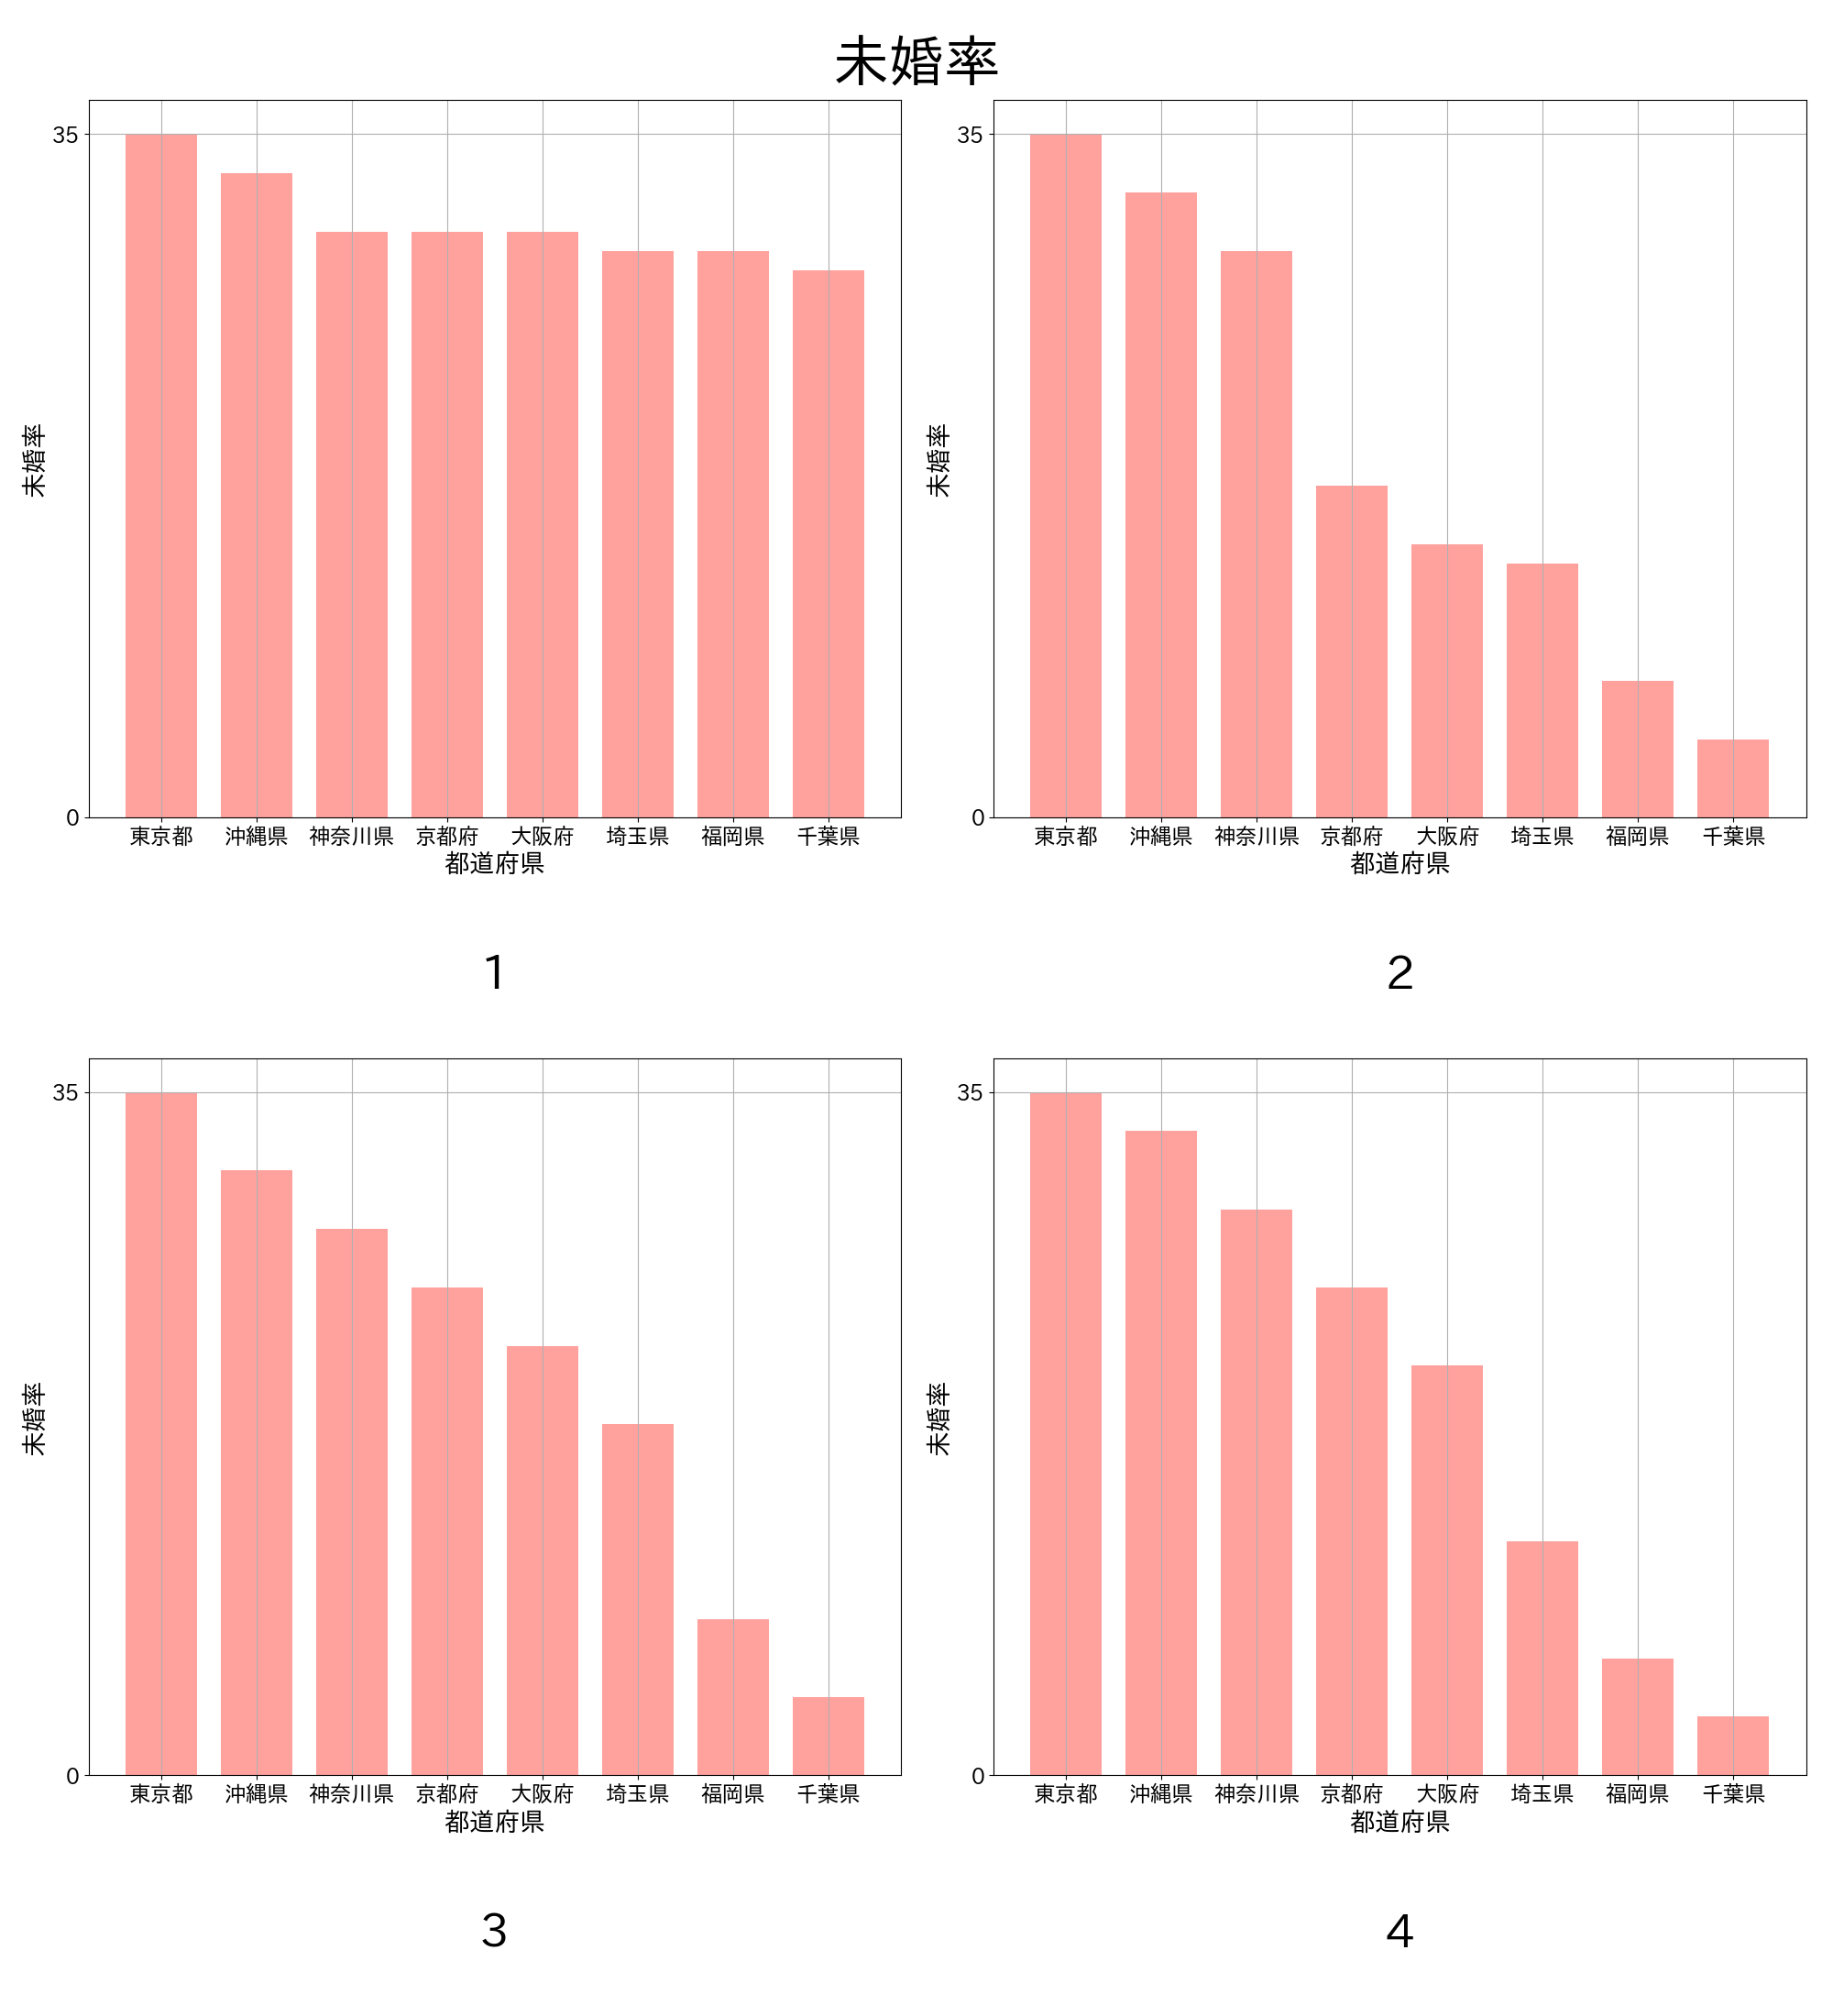 未婚率
35
0
未婚率
東京都 沖縄県 神奈川県 京都府 大阪府 埼玉県 福岡県 千葉県
都道府県
1
35
0
未婚率
東京都 沖縄県 神奈川県 京都府 大阪府 埼玉県 福岡県 千葉県
都道府県
2
35
0
未婚率
東京都 沖縄県 神奈川県 京都府 大阪府 埼玉県 福岡県 千葉県
都道府県
3
35
0
未婚率
東京都 沖縄県 神奈川県 京都府 大阪府 埼玉県 福岡県 千葉県
都道府県
4